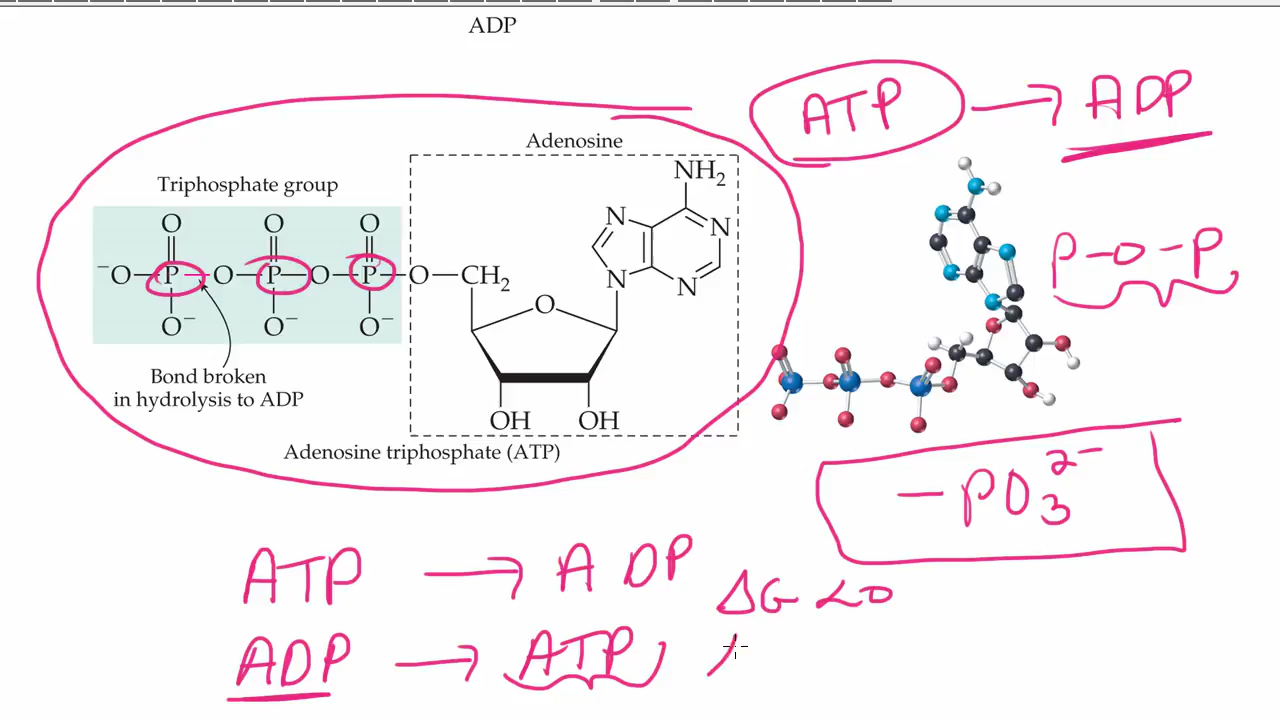 ADP
ATP → ADP
Adenosine
Triphosphate group
NH2
O O O
N N
⁻O—P—O—P—O—P—O—CH2
N N
O
O⁻ O⁻ O⁻
P-O-P
Bond broken
in hydrolysis to ADP
OH OH
Adenosine triphosphate (ATP)
-PO3 2-
ATP → ADP
ΔG <0
ADP → ATP